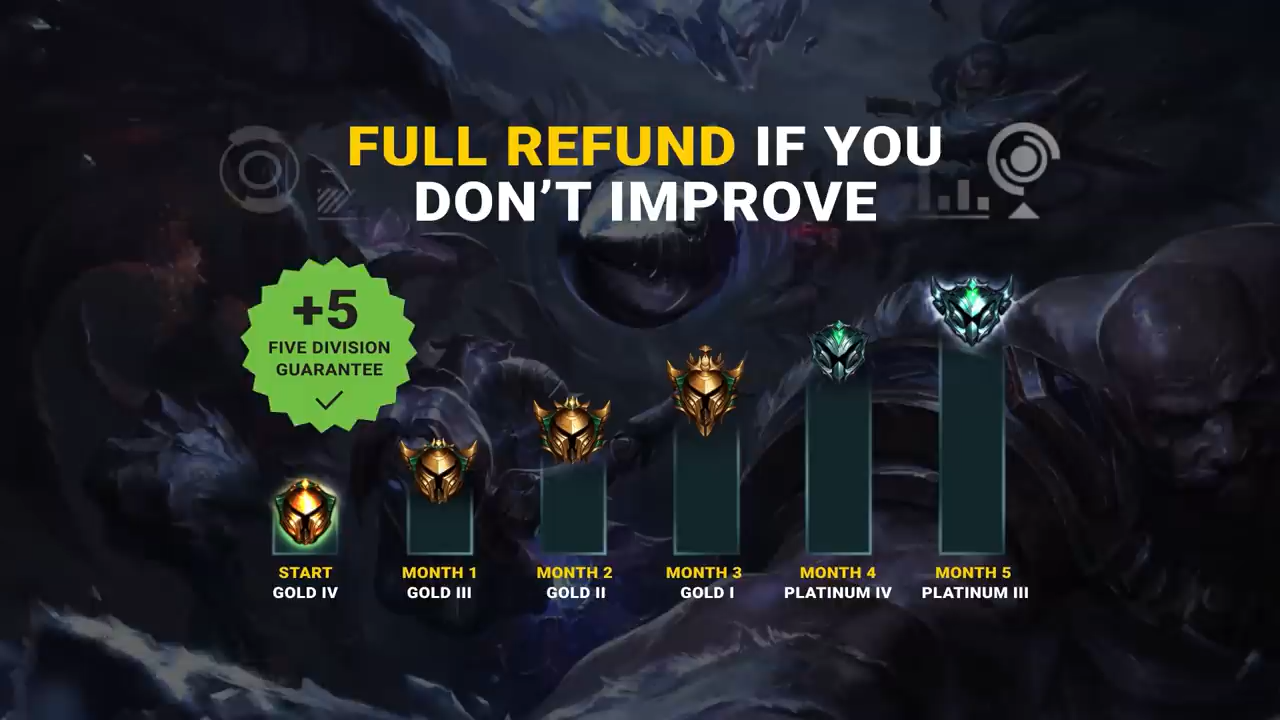 FULL REFUND IF YOU
DON’T IMPROVE
+5
FIVE DIVISION
GUARANTEE
START
GOLD IV
MONTH 1
GOLD III
MONTH 2
GOLD II
MONTH 3
GOLD I
MONTH 4
PLATINUM IV
MONTH 5
PLATINUM III